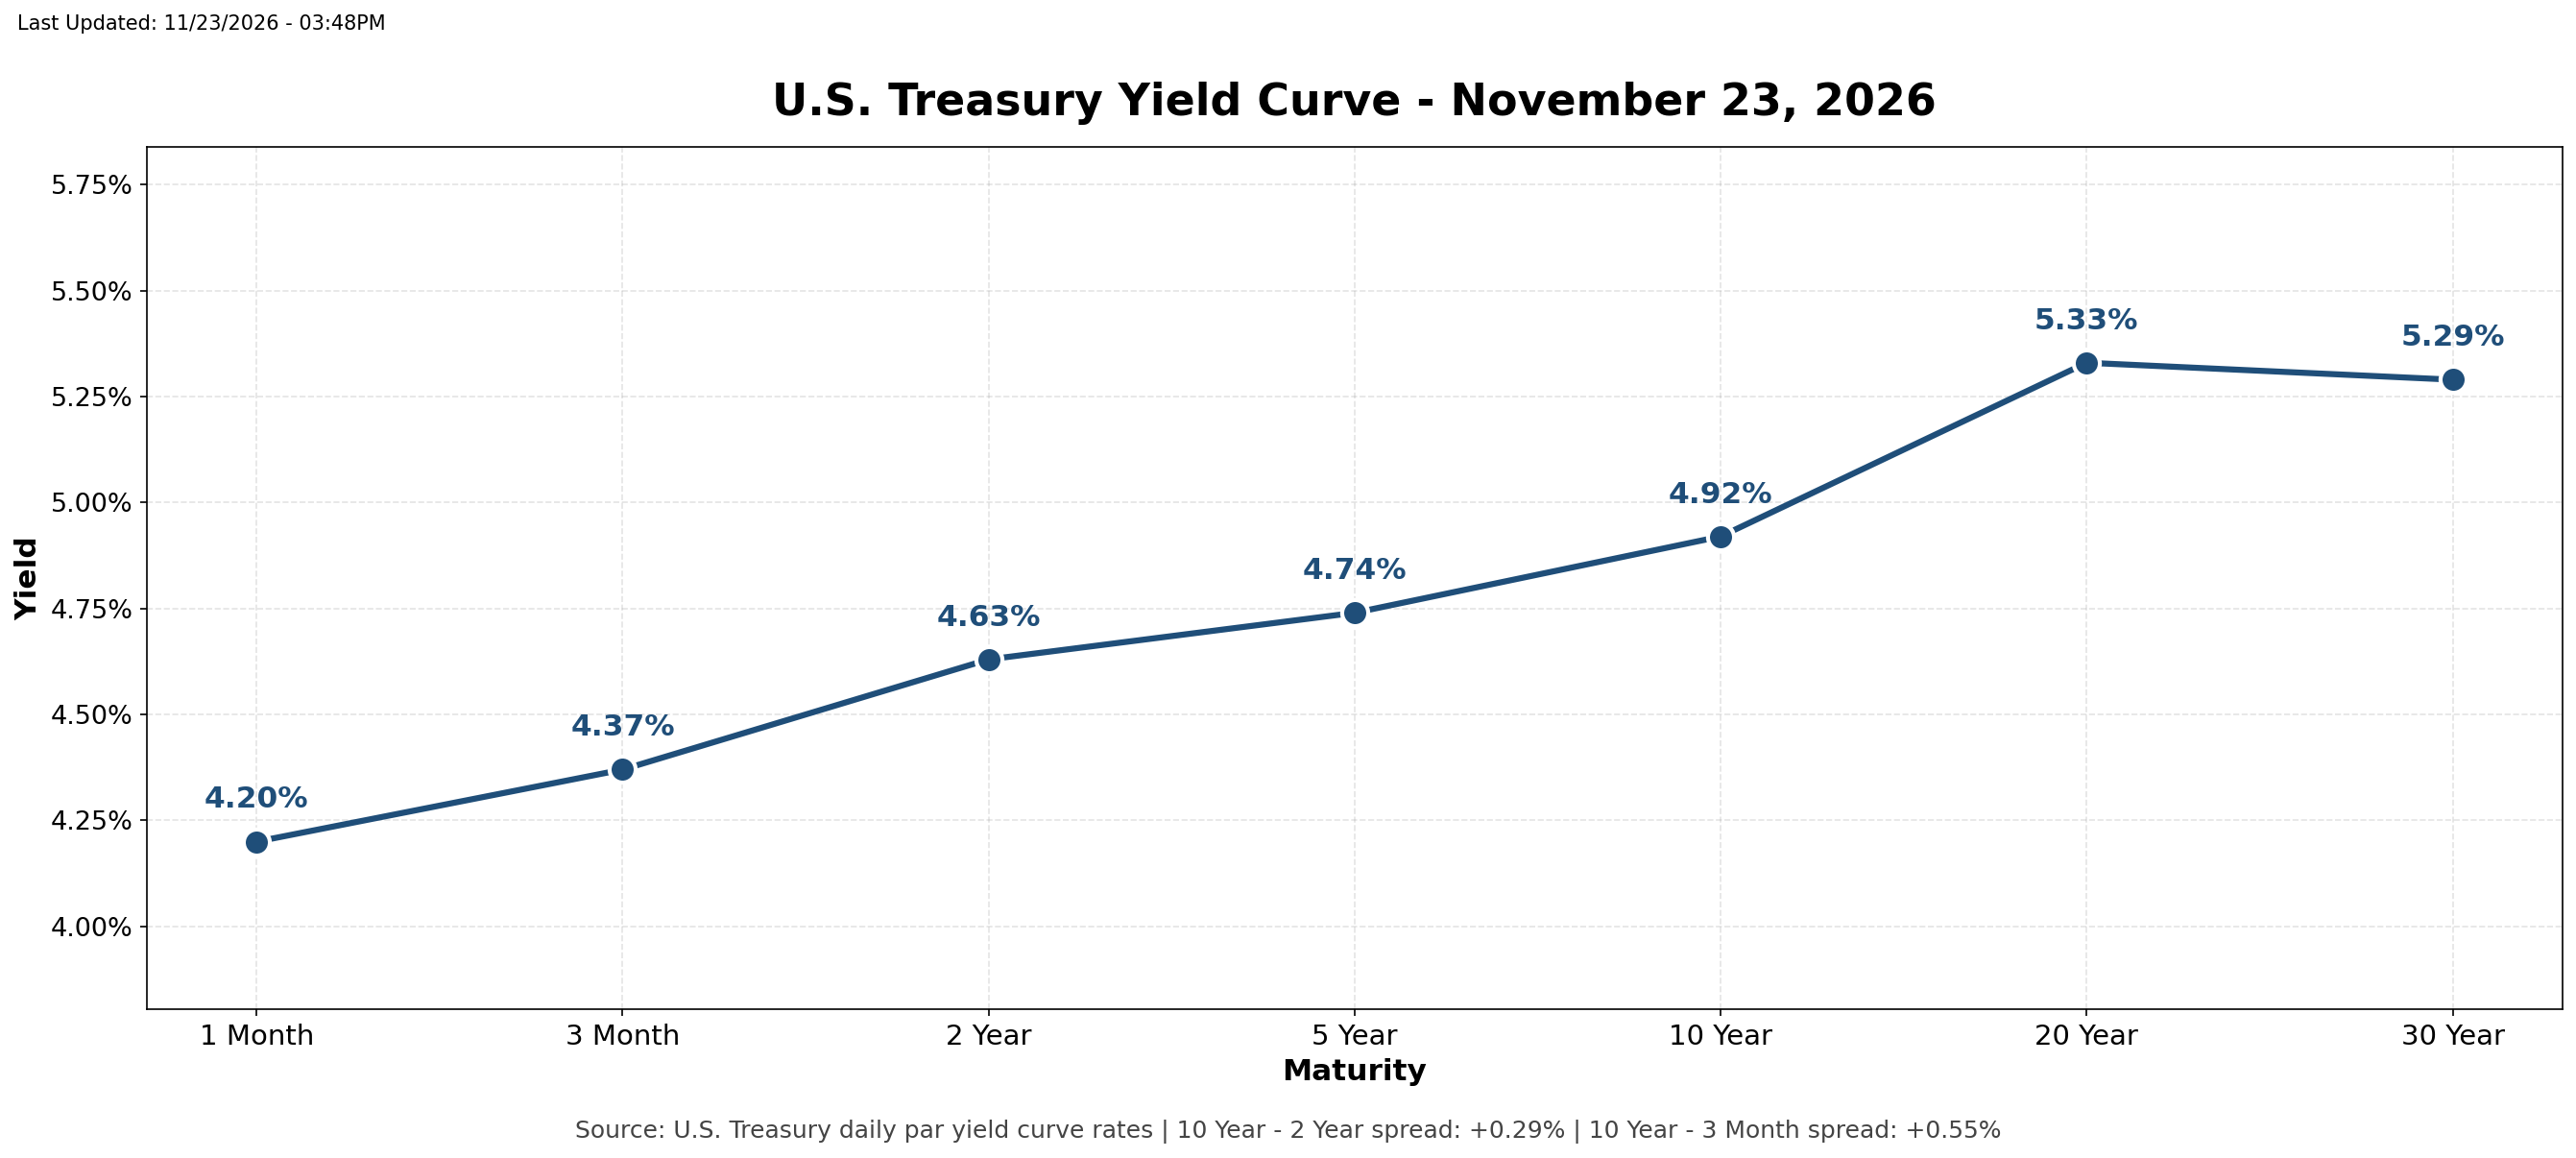 Last Updated: 11/23/2026 - 03:48PM
U.S. Treasury Yield Curve - November 23, 2026
5.75%
5.50%
5.25%
5.00%
4.75%
4.50%
4.25%
4.00%
Yield
4.20%
4.37%
4.63%
4.74%
4.92%
5.33%
5.29%
1 Month
3 Month
2 Year
5 Year
10 Year
20 Year
30 Year
Maturity
Source: U.S. Treasury daily par yield curve rates | 10 Year - 2 Year spread: +0.29% | 10 Year - 3 Month spread: +0.55%